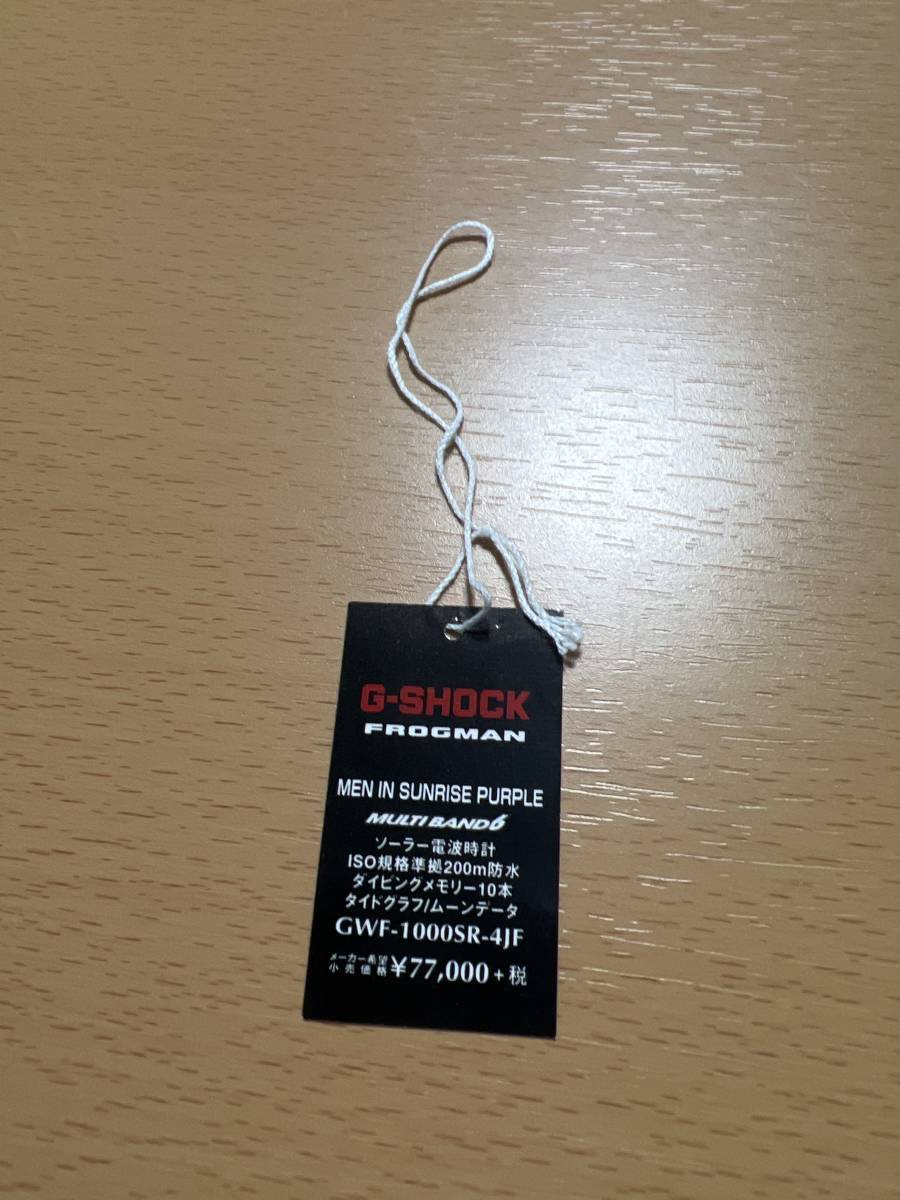 G-SHOCK
FROGMAN
MEN IN SUNRISE PURPLE
MULTI BAND 6
ソーラー電波時計
ISO規格準拠200m防水
ダイビングメモリー10本
タイドグラフ/ムーンデータ
GWF-1000SR-4JF
メーカー希望
小売価格 ¥77,000+税